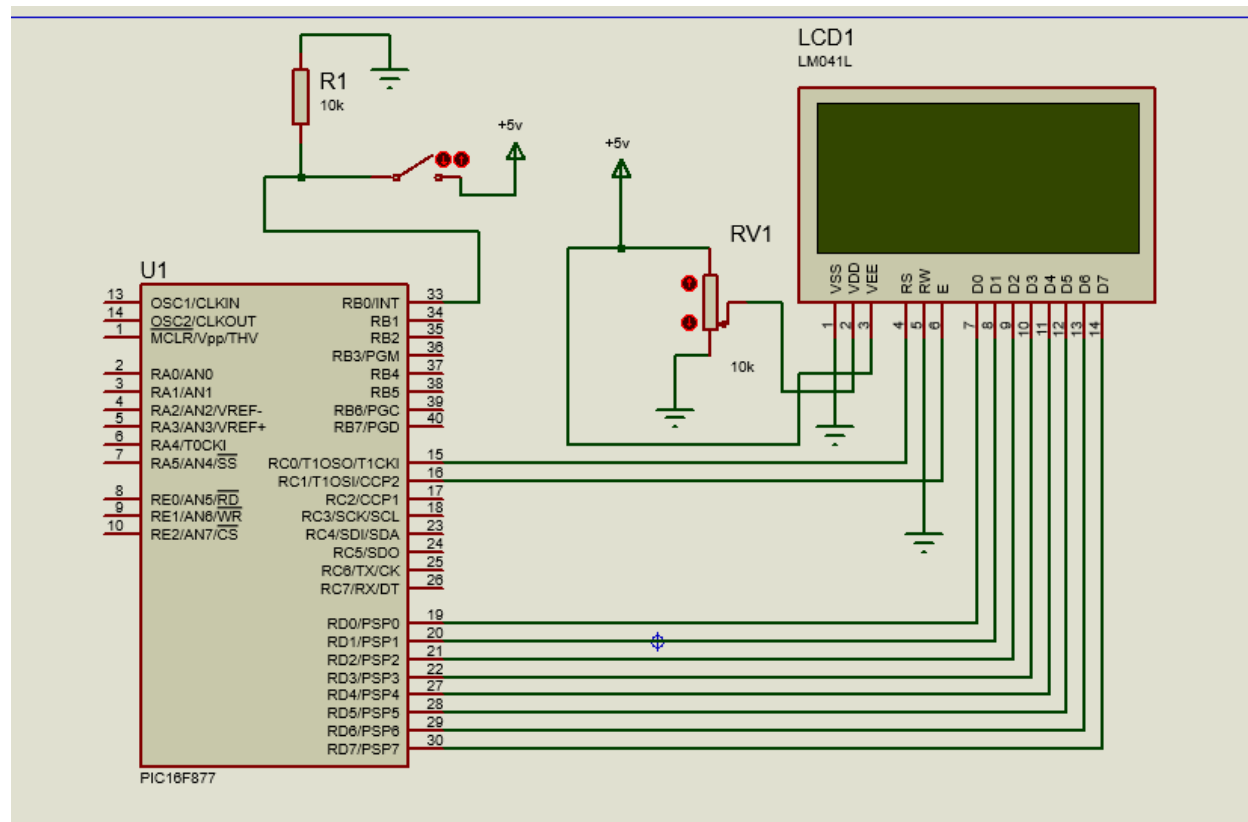 LCD1
LM041L
R1
10k
+5v
+5v
RV1
10k
VSS
VDD
VEE
RS
RW
E
D0
D1
D2
D3
D4
D5
D6
D7
1
2
3
4
5
6
7
8
9
10
11
12
13
14
U1
13 OSC1/CLKIN
14 OSC2/CLKOUT
1 MCLR/Vpp/THV
2 RA0/AN0
3 RA1/AN1
4 RA2/AN2/VREF-
5 RA3/AN3/VREF+
6 RA4/T0CKI
7 RA5/AN4/SS
8 RE0/AN5/RD
9 RE1/AN6/WR
10 RE2/AN7/CS
RB0/INT 33
RB1 34
RB2 35
RB3/PGM 36
RB4 37
RB5 38
RB6/PGC 39
RB7/PGD 40
RC0/T1OSO/T1CKI 15
RC1/T1OSI/CCP2 16
RC2/CCP1 17
RC3/SCK/SCL 18
RC4/SDI/SDA 23
RC5/SDO 24
RC6/TX/CK 25
RC7/RX/DT 26
RD0/PSP0 19
RD1/PSP1 20
RD2/PSP2 21
RD3/PSP3 22
RD4/PSP4 27
RD5/PSP5 28
RD6/PSP6 29
RD7/PSP7 30
PIC16F877